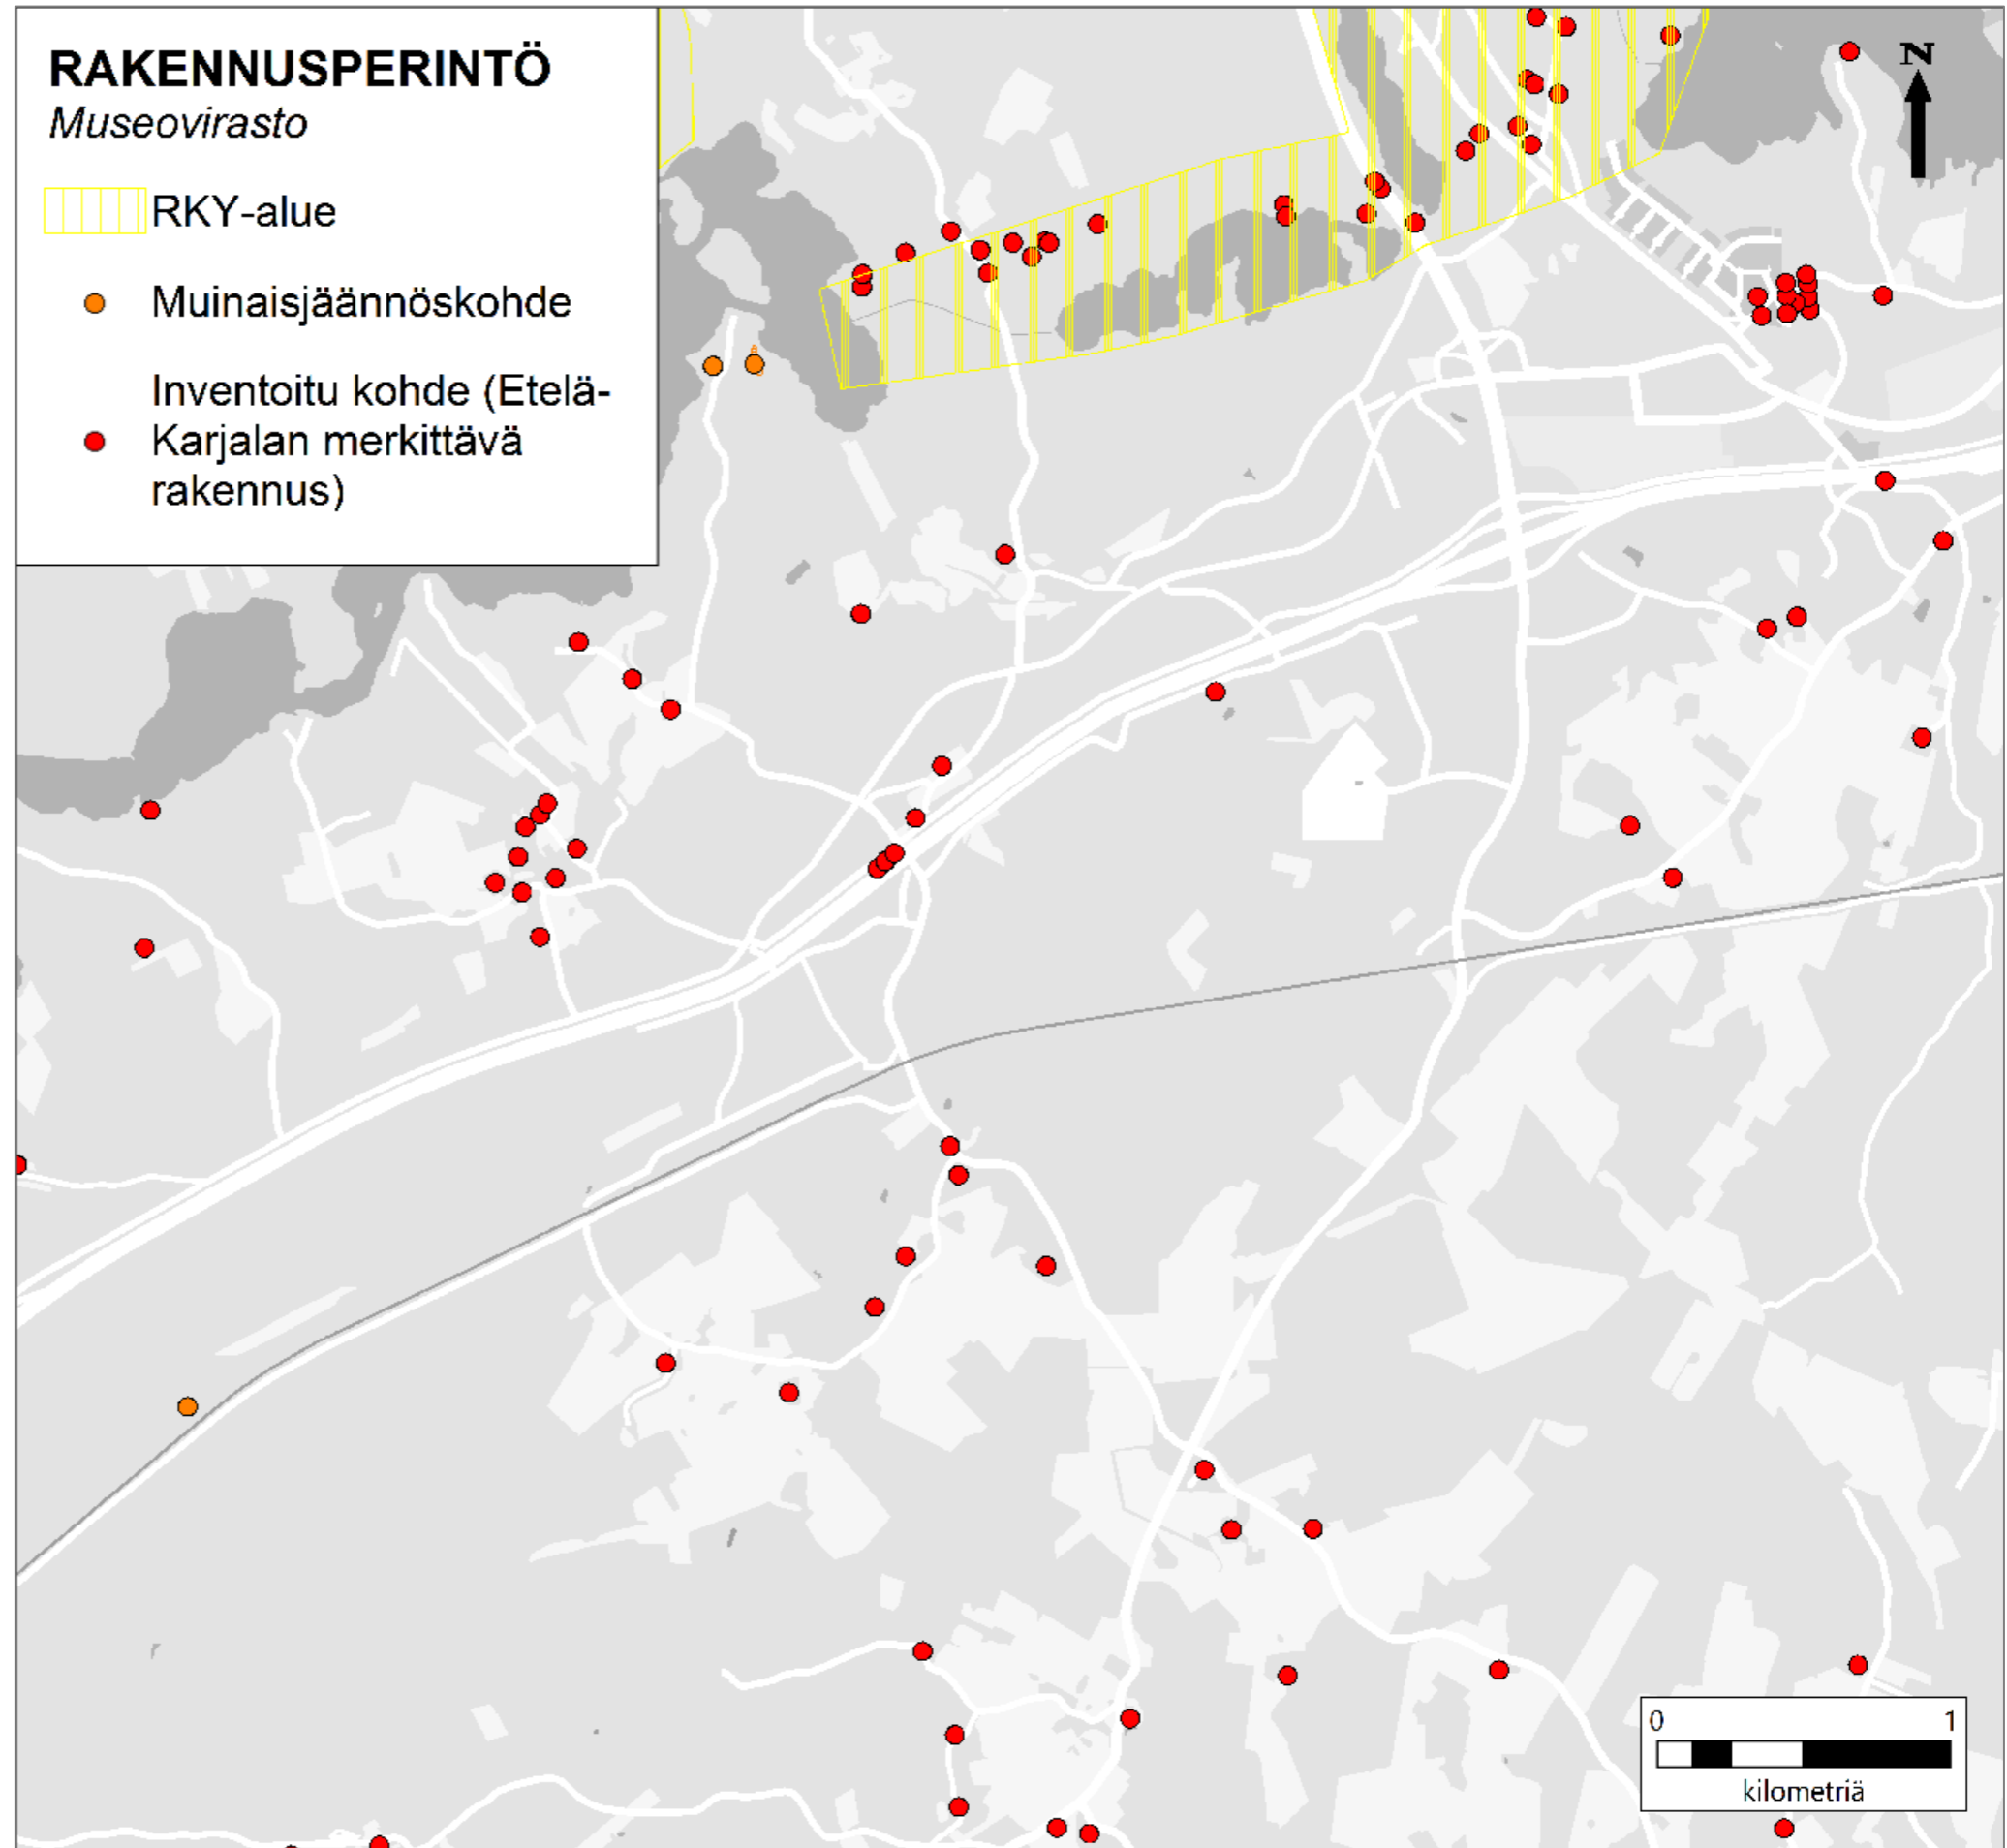 RAKENNUSPERINTÖ
Museovirasto
RKY-alue
Muinaisjäännöskohde
Inventoitu kohde (Etelä-
Karjalan merkittävä
rakennus)
N
0 1
kilometriä